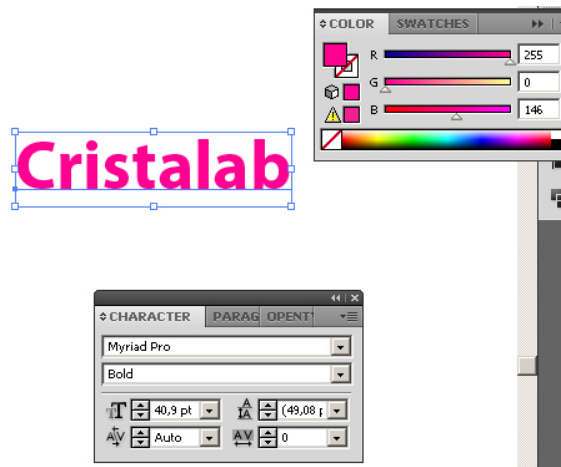 COLOR SWATCHES
R 255
G 0
B 146
Cristalab
CHARACTER PARAG OPENT
Myriad Pro
Bold
40,9 pt (49,08 p
Auto 0